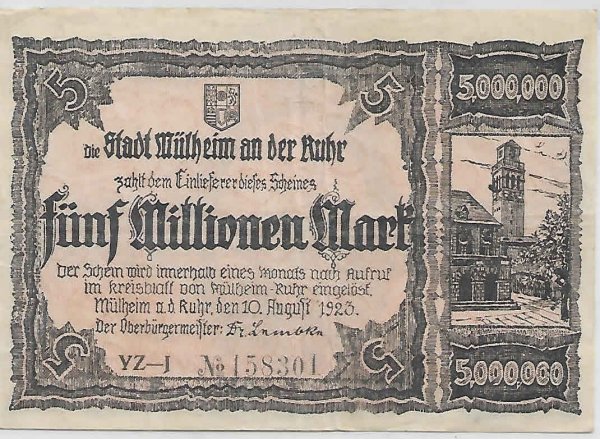 5 5 5,000,000
Die Stadt Mülheim an der Ruhr
zahlt dem Einlieferer dieses Scheines
fünf Millionen Mark
Der Schein wird innerhalb eines Monats nach Aufruf
im Kreisblatt von Mülheim-Ruhr eingelöst.
Mülheim a.d. Ruhr, den 10. August 1923.
Der Oberbürgermeister: Dr. Lembke
5 YZ-J № 158301 5 5,000,000